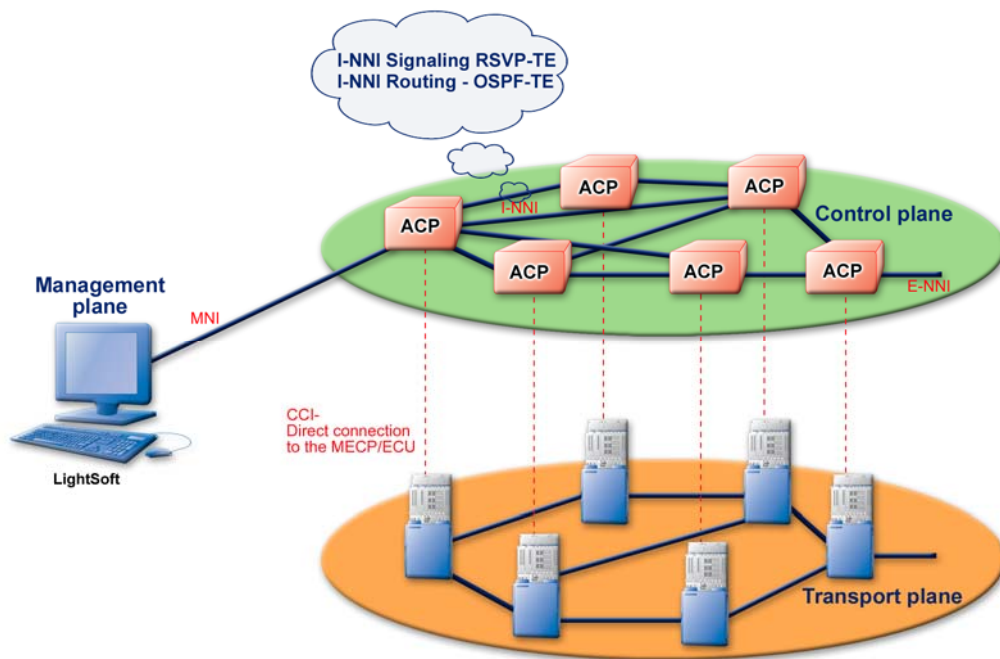 I-NNI Signaling RSVP-TE
I-NNI Routing - OSPF-TE
ACP
ACP
I-NNI
ACP
Control plane
ACP
ACP
ACP
E-NNI
Management
plane
MNI
CCI-
Direct connection
to the MECP/ECU
LightSoft
Transport plane